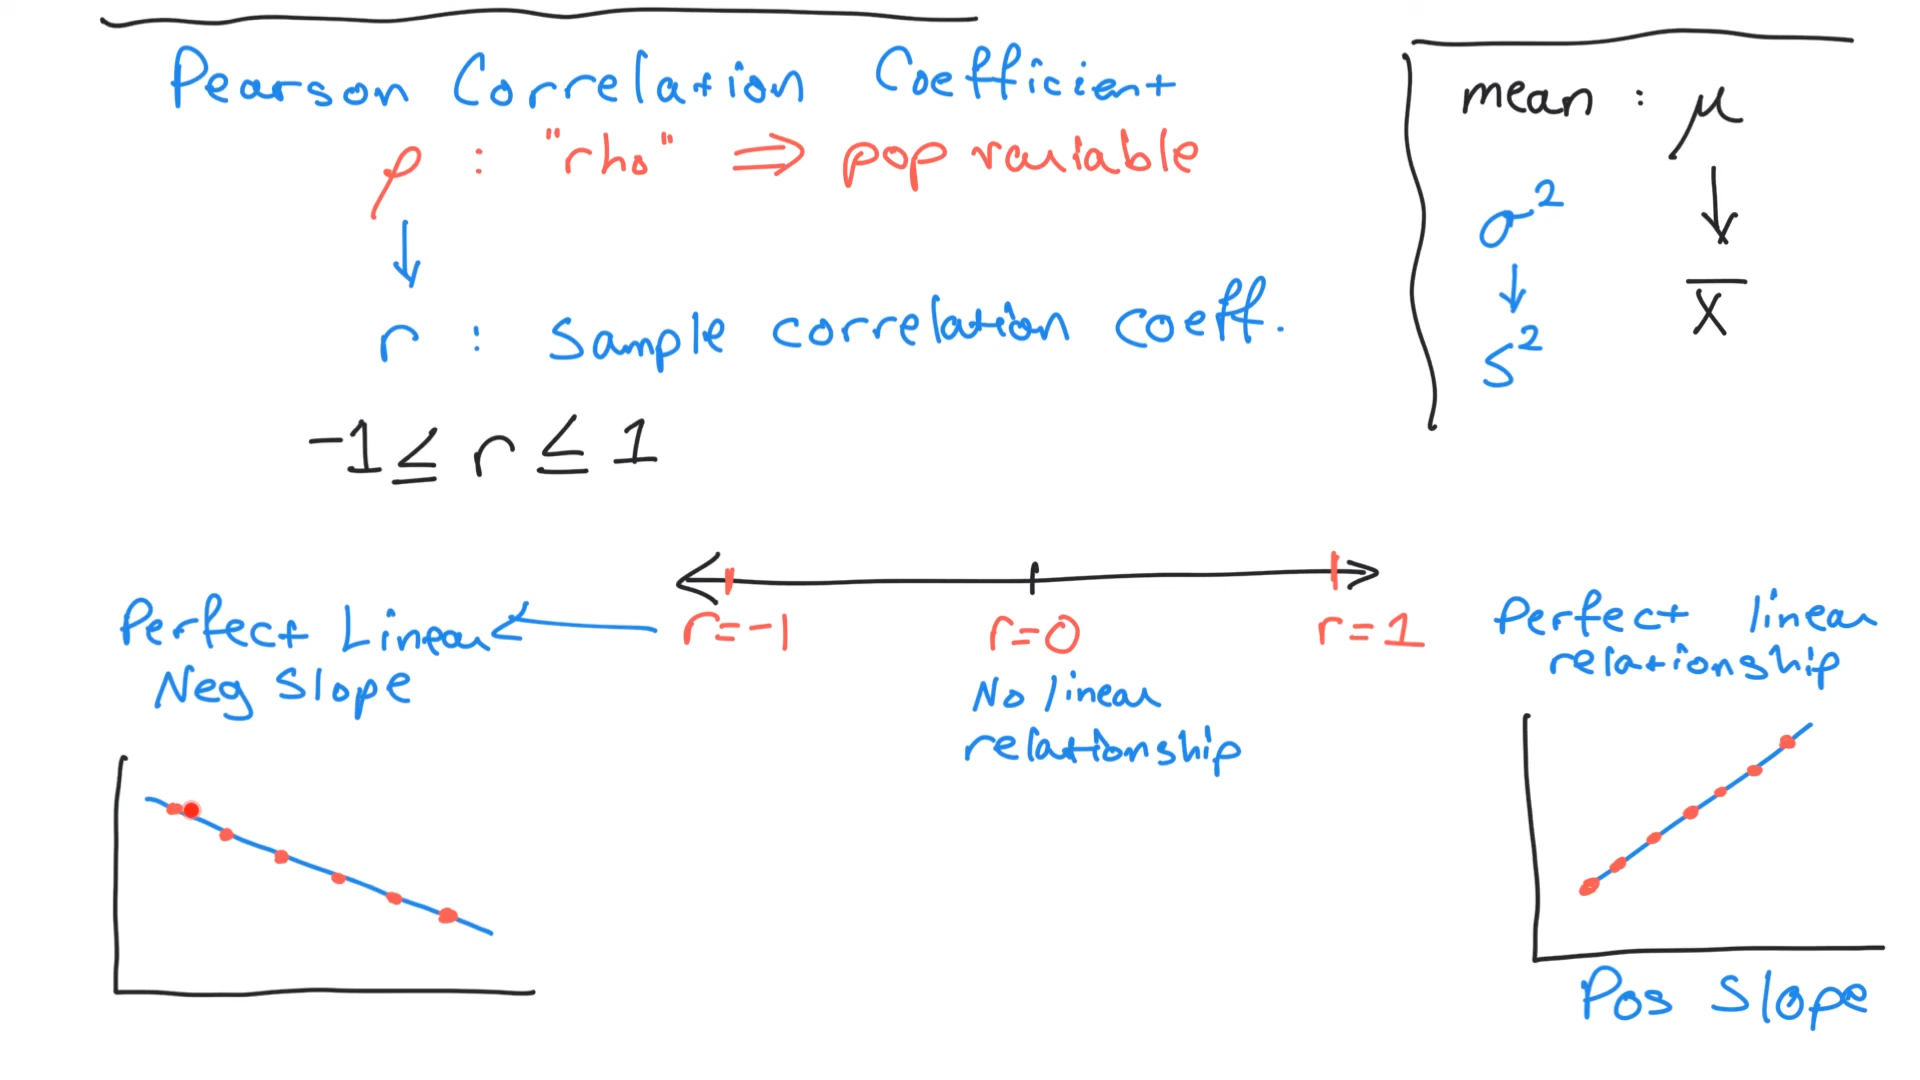 Pearson Correlation Coefficient
ρ : "rho" ⇒ pop variable
↓
r : Sample correlation coeff.
-1 ≤ r ≤ 1
mean : μ
↓
x̄
σ²
↓
s²
r=-1
r=0
r=1
Perfect Linear
Neg Slope
No linear
relationship
Perfect linear
relationship
Pos Slope